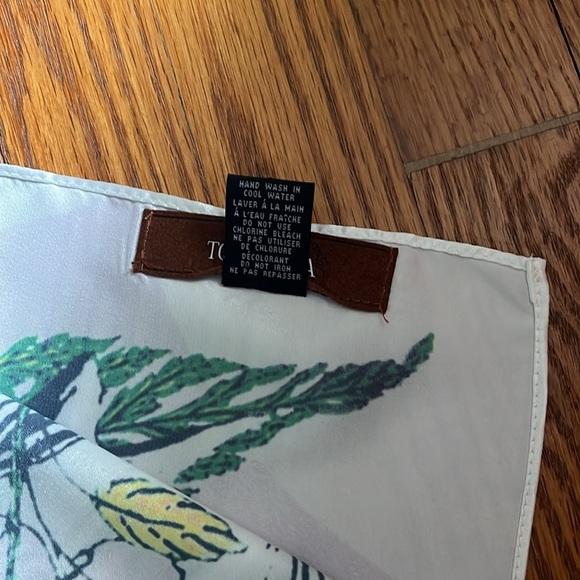 HAND WASH IN
COOL WATER
LAVER À LA MAIN
À L'EAU FRAÎCHE
DO NOT USE
CHLORINE BLEACH
NE PAS UTILISER
DE CHLORURE
DÉCOLORANT
DO NOT IRON
NE PAS REPASSER